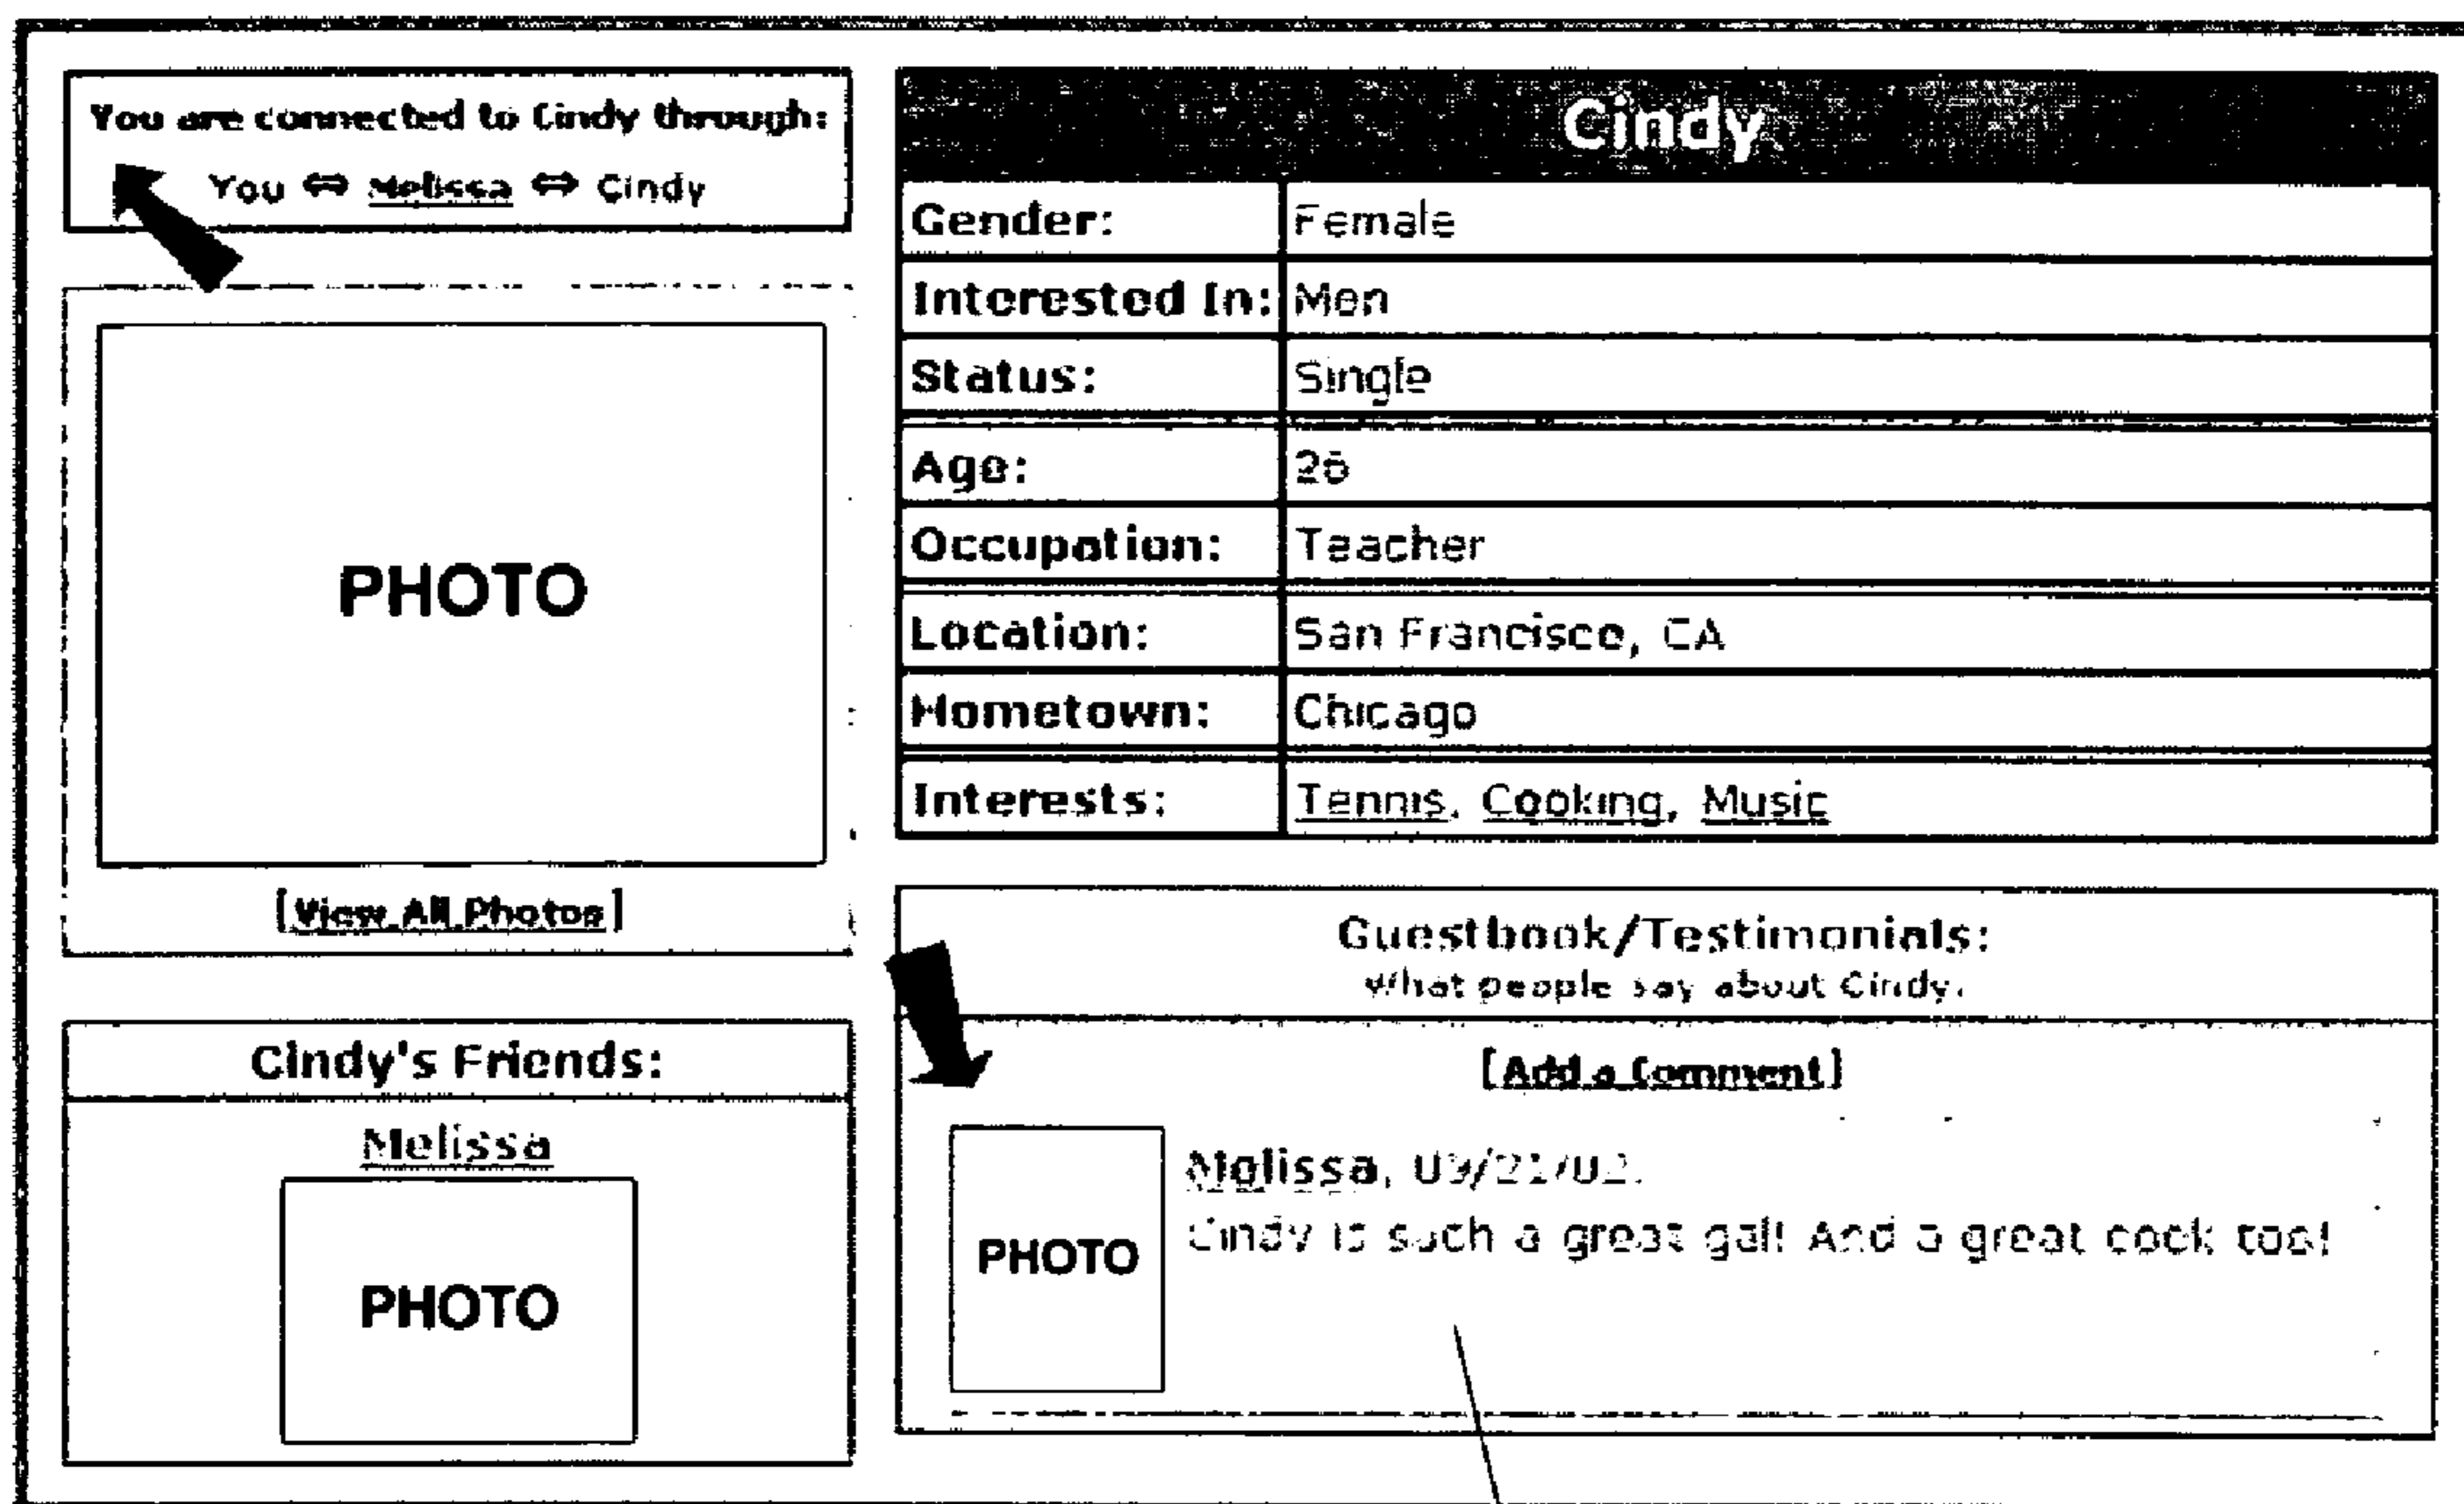 You are connected to Cindy through:
You ⇔ Melissa ⇔ Cindy
PHOTO
[View All Photos]
Cindy's Friends:
Melissa
PHOTO
Cindy
Gender: Female
Interested In: Men
Status: Single
Age:
Occupation: Teacher
Location: San Francisco, CA
Hometown: Chicago
Interests: Tennis, Cooking, Music
Guestbook/Testimonials:
What people say about Cindy.
[Add a Comment]
PHOTO
Melissa, 09/21/02.
Cindy is such a great gal! And a great cook too!